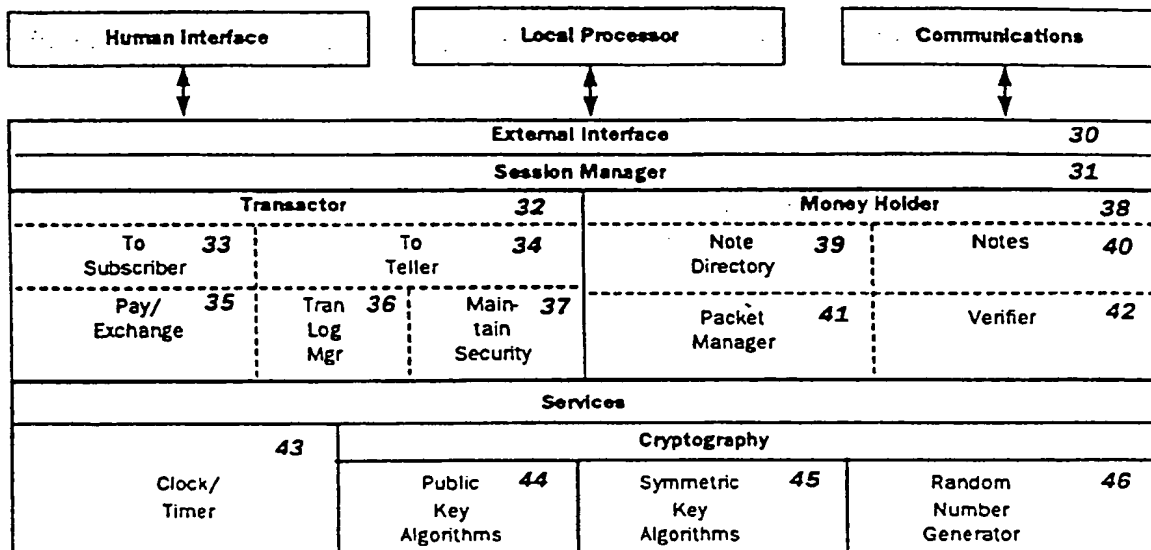 Human Interface
Local Processor
Communications
External Interface 30
Session Manager 31
Transactor 32
Money Holder 38
To 33
Subscriber
To 34
Teller
Note 39
Directory
Notes 40
Pay/ 35
Exchange
Tran 36
Log
Mgr
Main- 37
tain
Security
Packet 41
Manager
Verifier 42
Services
43
Clock/
Timer
Cryptography
Public 44
Key
Algorithms
Symmetric 45
Key
Algorithms
Random 46
Number
Generator